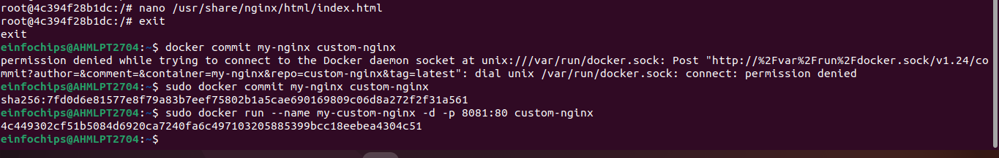 root@4c394f28b1dc:/# nano /usr/share/nginx/html/index.html
root@4c394f28b1dc:/# exit
exit
einfochips@AHMLPT2704:~$ docker commit my-nginx custom-nginx
permission denied while trying to connect to the Docker daemon socket at unix:///var/run/docker.sock: Post "http://%2Fvar%2Frun%2Fdocker.sock/v1.24/co
mmit?author=&comment=&container=my-nginx&repo=custom-nginx&tag=latest": dial unix /var/run/docker.sock: connect: permission denied
einfochips@AHMLPT2704:~$ sudo docker commit my-nginx custom-nginx
sha256:7fd0d6e81577e8f79a83b7eef75802b1a5cae690169809c06d8a272f2f31a561
einfochips@AHMLPT2704:~$ sudo docker run --name my-custom-nginx -d -p 8081:80 custom-nginx
4c449302cf51b5084d6920ca7240fa6c497103205885399bcc18eebea4304c51
einfochips@AHMLPT2704:~$